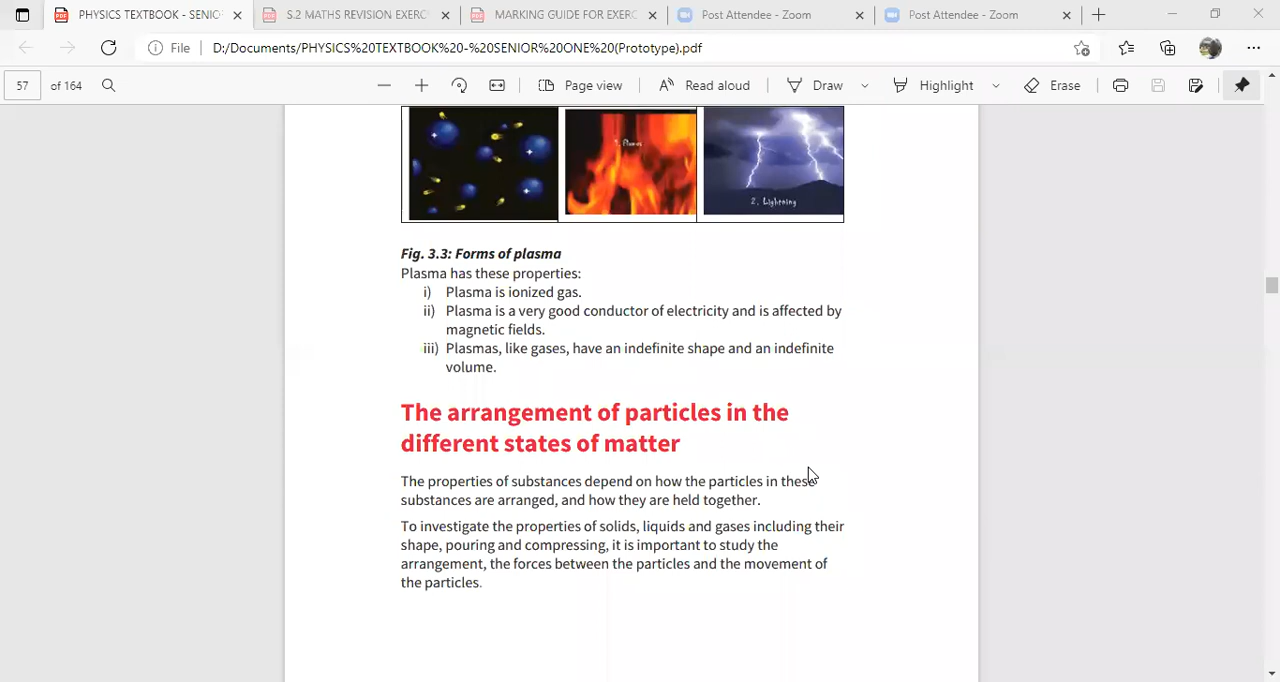 PHYSICS TEXTBOOK - SENIC
S.2 MATHS REVISION EXERC
MARKING GUIDE FOR EXERC
Post Attendee - Zoom
Post Attendee - Zoom
File
D:/Documents/PHYSICS%20TEXTBOOK%20-%20SENIOR%20ONE%20(Prototype).pdf
57 of 164
Page view
Read aloud
Draw
Highlight
Erase
1. Flames
2. Lightning
Fig. 3.3: Forms of plasma
Plasma has these properties:
i) Plasma is ionized gas.
ii) Plasma is a very good conductor of electricity and is affected by
magnetic fields.
iii) Plasmas, like gases, have an indefinite shape and an indefinite
volume.
The arrangement of particles in the
different states of matter
The properties of substances depend on how the particles in these
substances are arranged, and how they are held together.
To investigate the properties of solids, liquids and gases including their
shape, pouring and compressing, it is important to study the
arrangement, the forces between the particles and the movement of
the particles.